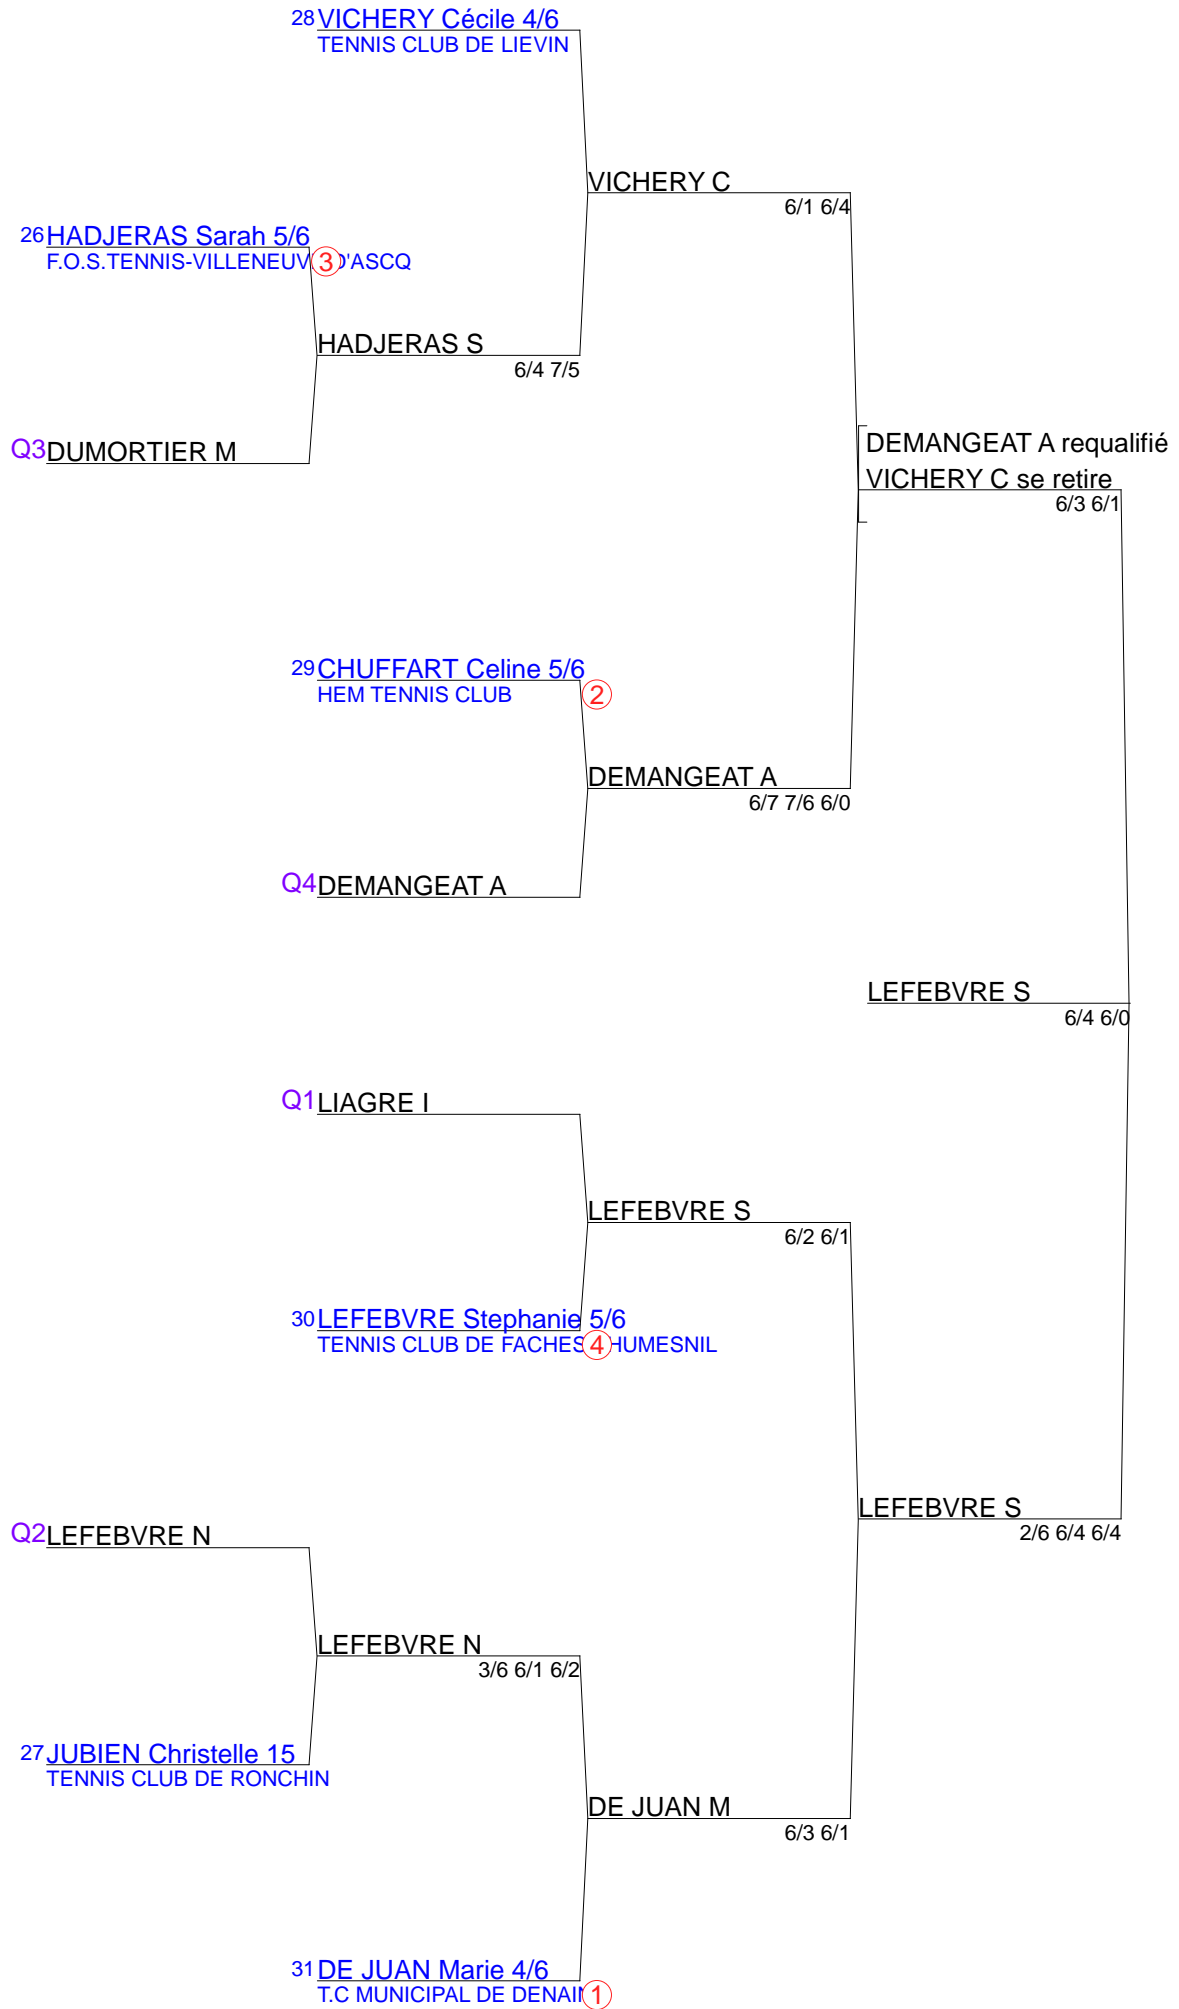 28 VICHERY Cécile 4/6
TENNIS CLUB DE LIEVIN
VICHERY C
6/1 6/4
26 HADJERAS Sarah 5/6
F.O.S.TENNIS-VILLENEUV D'ASCQ
3
HADJERAS S
6/4 7/5
Q3 DUMORTIER M
DEMANGEAT A requalifié
VICHERY C se retire
6/3 6/1
29 CHUFFART Celine 5/6
HEM TENNIS CLUB
2
DEMANGEAT A
6/7 7/6 6/0
Q4 DEMANGEAT A
LEFEBVRE S
6/4 6/0
Q1 LIAGRE I
LEFEBVRE S
6/2 6/1
30 LEFEBVRE Stephanie 5/6
TENNIS CLUB DE FACHES HUMESNIL
4
LEFEBVRE S
2/6 6/4 6/4
Q2 LEFEBVRE N
LEFEBVRE N
3/6 6/1 6/2
27 JUBIEN Christelle 15
TENNIS CLUB DE RONCHIN
DE JUAN M
6/3 6/1
31 DE JUAN Marie 4/6
T.C MUNICIPAL DE DENAIN
1